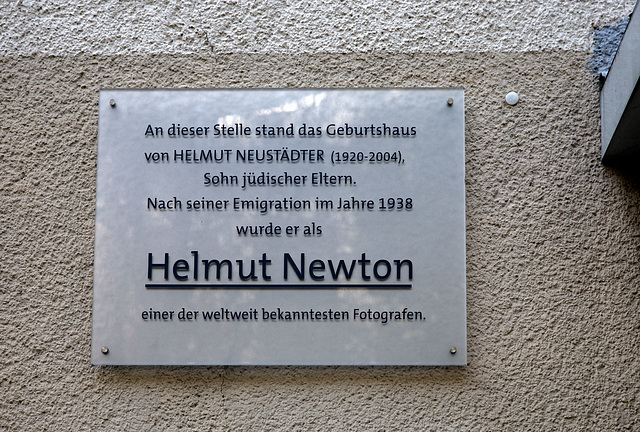 An dieser Stelle stand das Geburtshaus
von HELMUT NEUSTÄDTER (1920-2004),
Sohn jüdischer Eltern.
Nach seiner Emigration im Jahre 1938
wurde er als
Helmut Newton
einer der weltweit bekanntesten Fotografen.